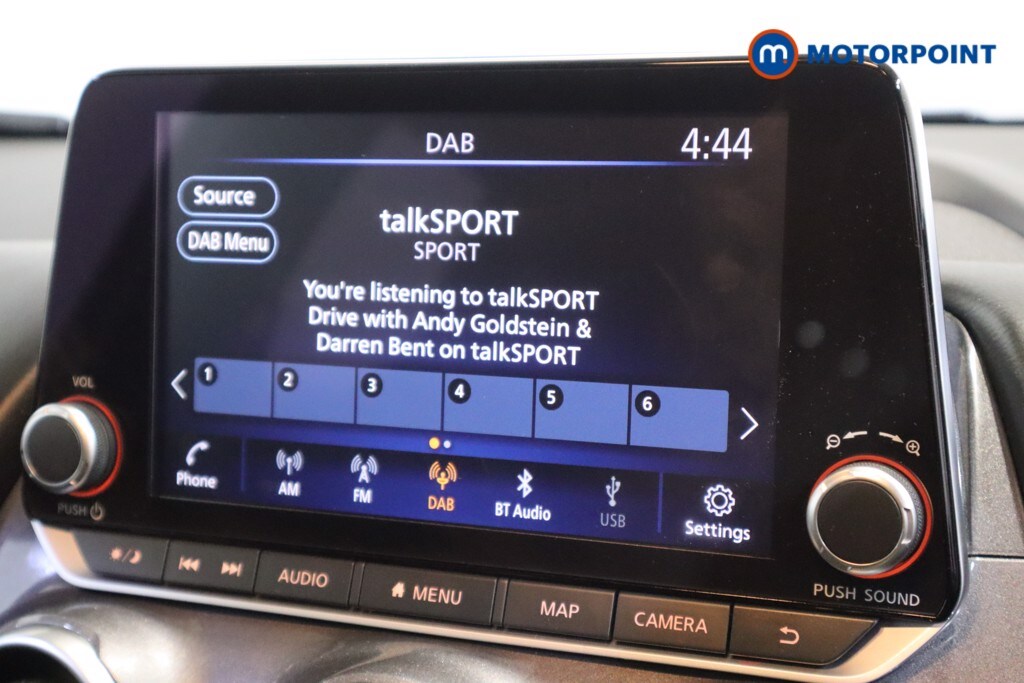 m MOTORPOINT
DAB
4:44
Source
DAB Menu
talkSPORT
SPORT
You're listening to talkSPORT
Drive with Andy Goldstein &
Darren Bent on talkSPORT
1 2 3 4 5 6
Phone
AM
FM
DAB
BT Audio
USB
Settings
VOL
PUSH
PUSH SOUND
AUDIO
MENU
MAP
CAMERA